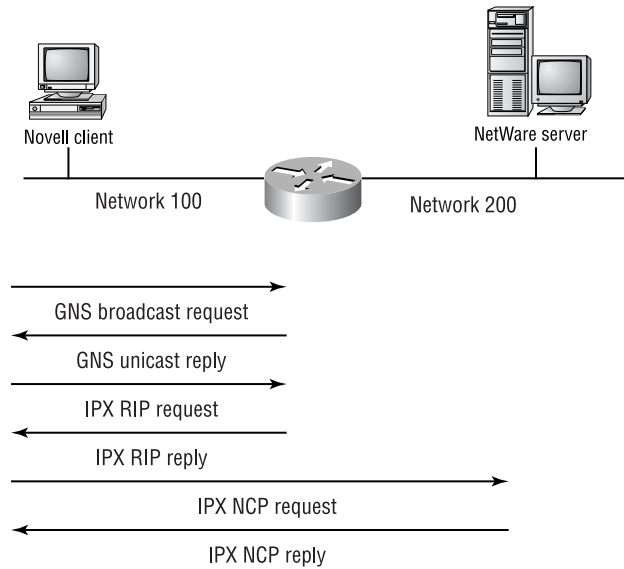 Novell client
NetWare server
Network 100
Network 200
GNS broadcast request
GNS unicast reply
IPX RIP request
IPX RIP reply
IPX NCP request
IPX NCP reply